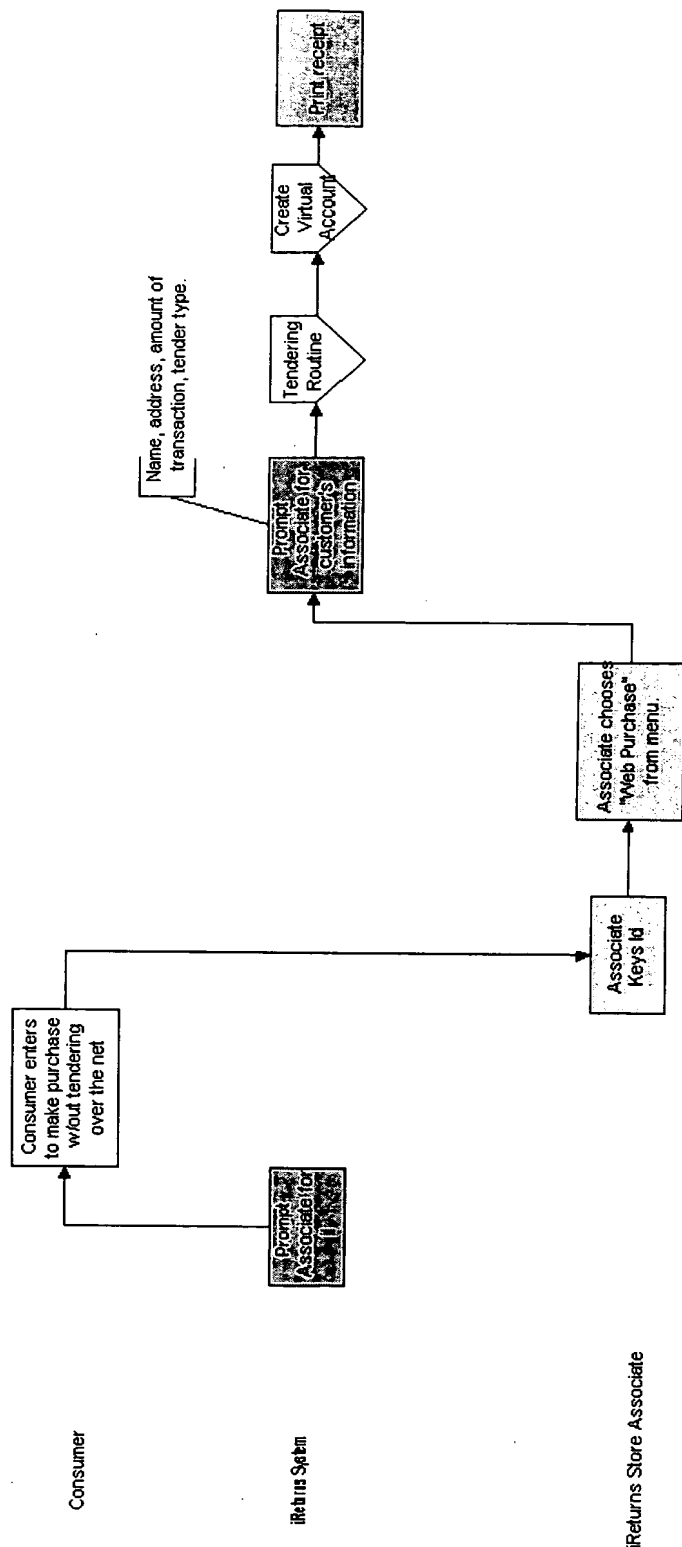 Consumer
iReturns System
iReturns Store Associate
Prompt
Associate for
Consumer enters
to make purchase
w/out tendering
over the net
Associate
Keys Id
Associate chooses
"Web Purchase"
from menu.
Prompt
Associate for
customer's
information
Name, address, amount of
transaction, tender type.
Tendering
Routine
Create
Virtual
Account
Print receipt